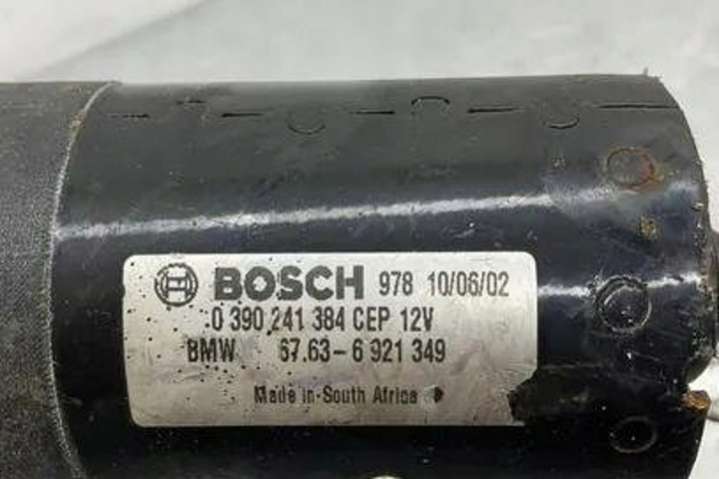 BOSCH 978 10/06/02
0 390 241 384 CEP 12V
BMW 67.63-6 921 349
Made in-South Africa